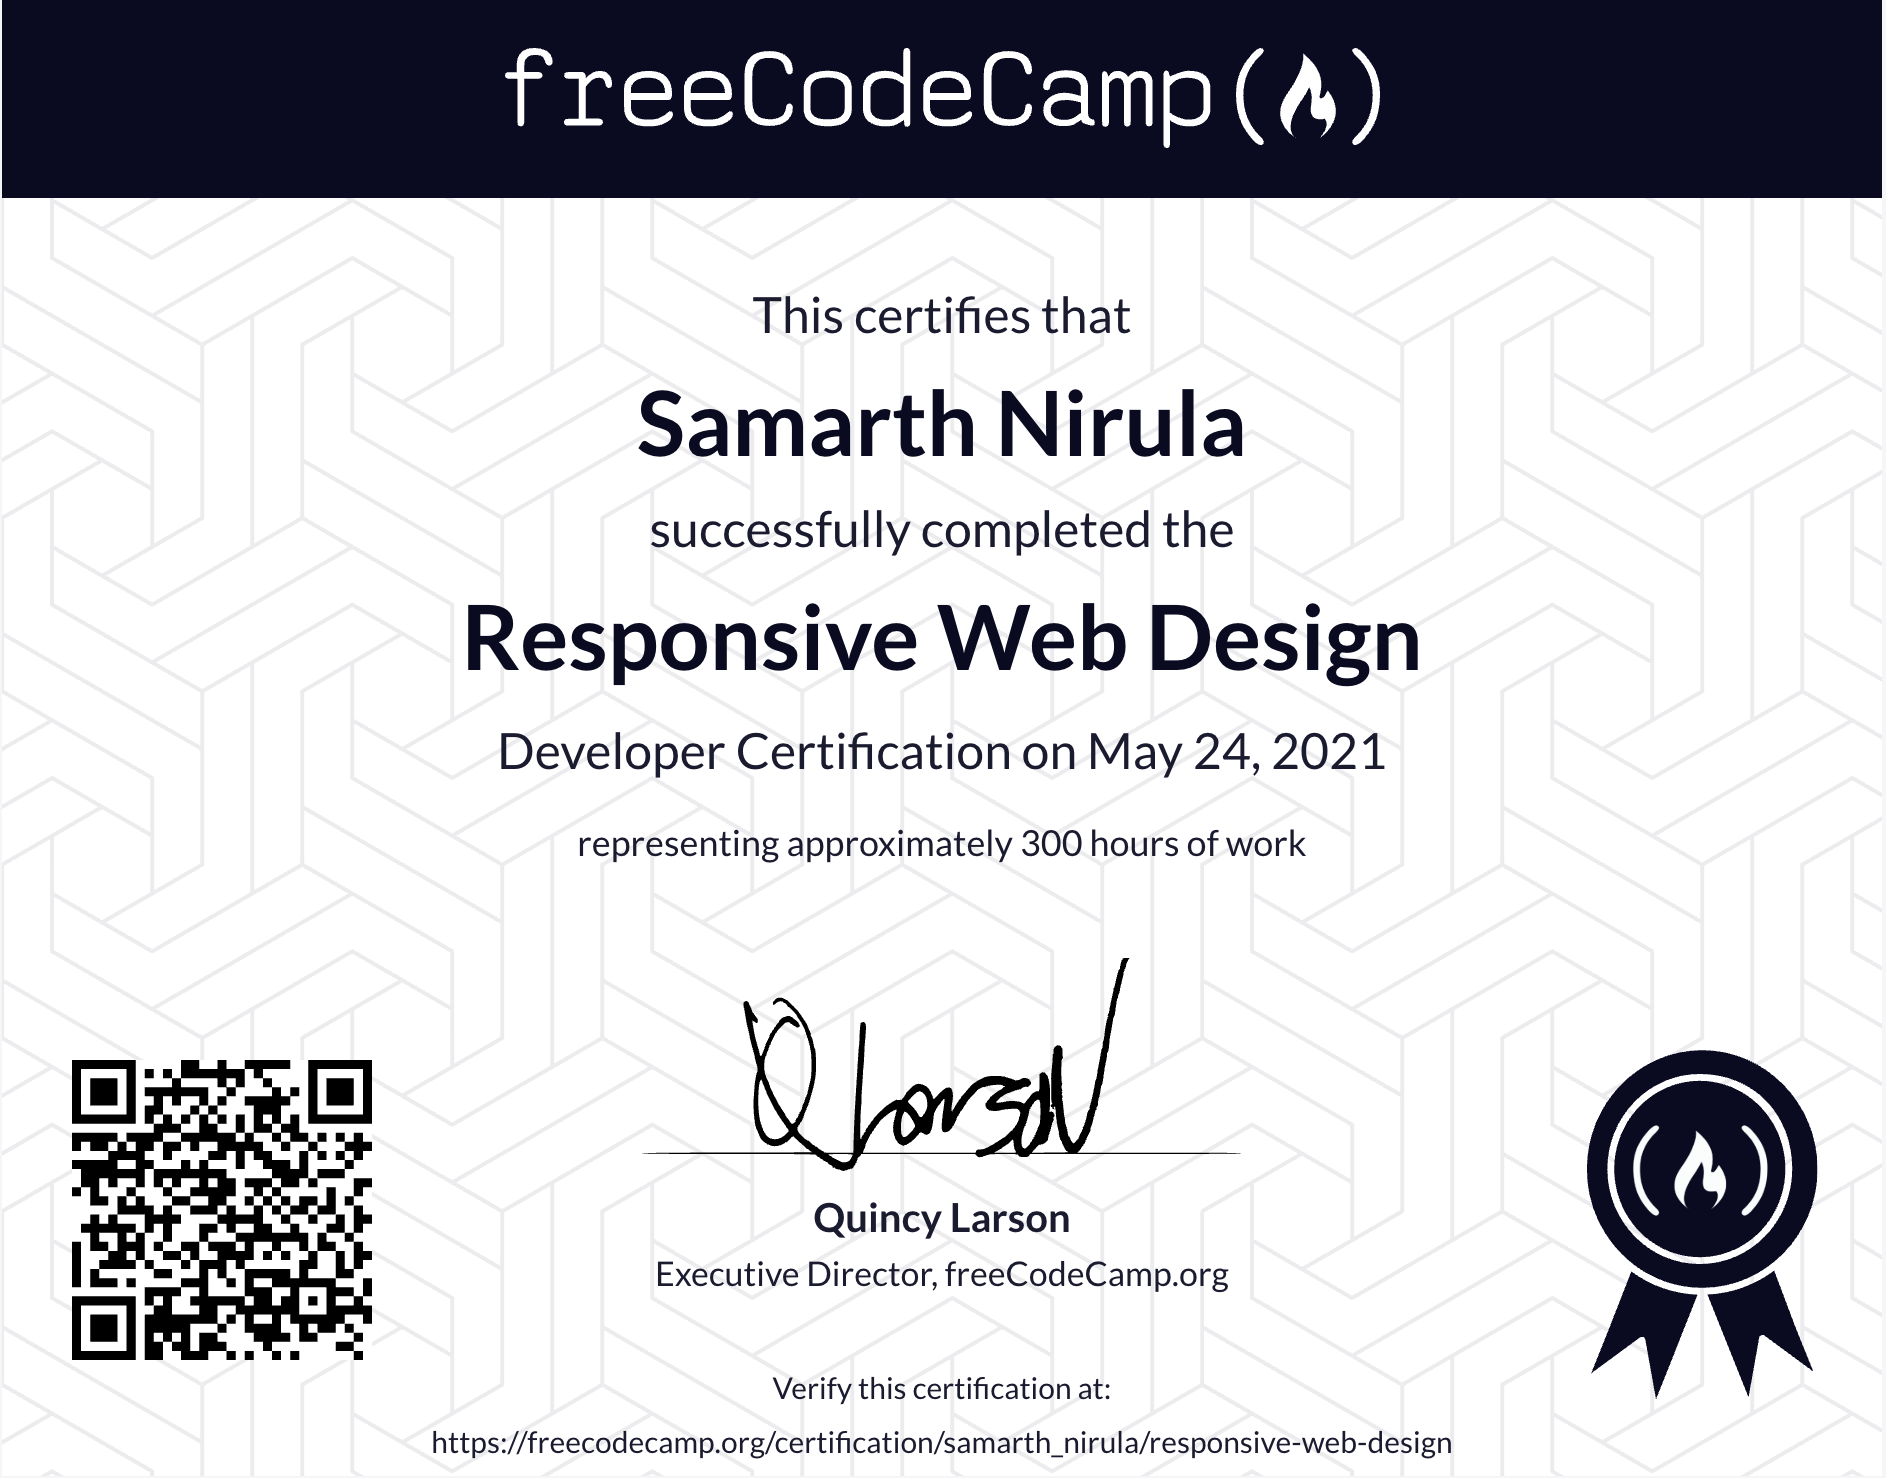 freeCodeCamp(🔥)
This certifies that
Samarth Nirula
successfully completed the
Responsive Web Design
Developer Certification on May 24, 2021
representing approximately 300 hours of work
Q Larson
Quincy Larson
Executive Director, freeCodeCamp.org
Verify this certification at:
https://freecodecamp.org/certification/samarth_nirula/responsive-web-design